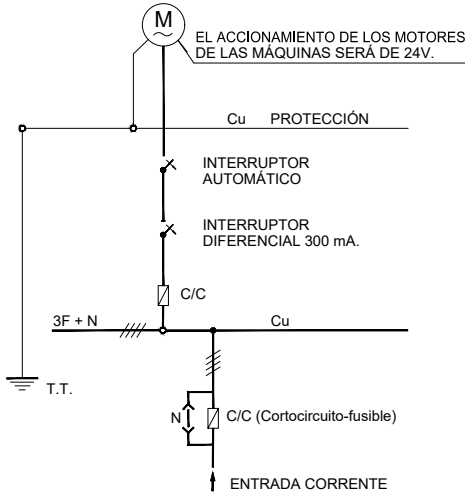 M
EL ACCIONAMIENTO DE LOS MOTORES
DE LAS MÁQUINAS SERÁ DE 24V.
Cu PROTECCIÓN
INTERRUPTOR
AUTOMÁTICO
INTERRUPTOR
DIFERENCIAL 300 mA.
C/C
3F + N
Cu
T.T.
N
C/C (Cortocircuito-fusible)
ENTRADA CORRENTE